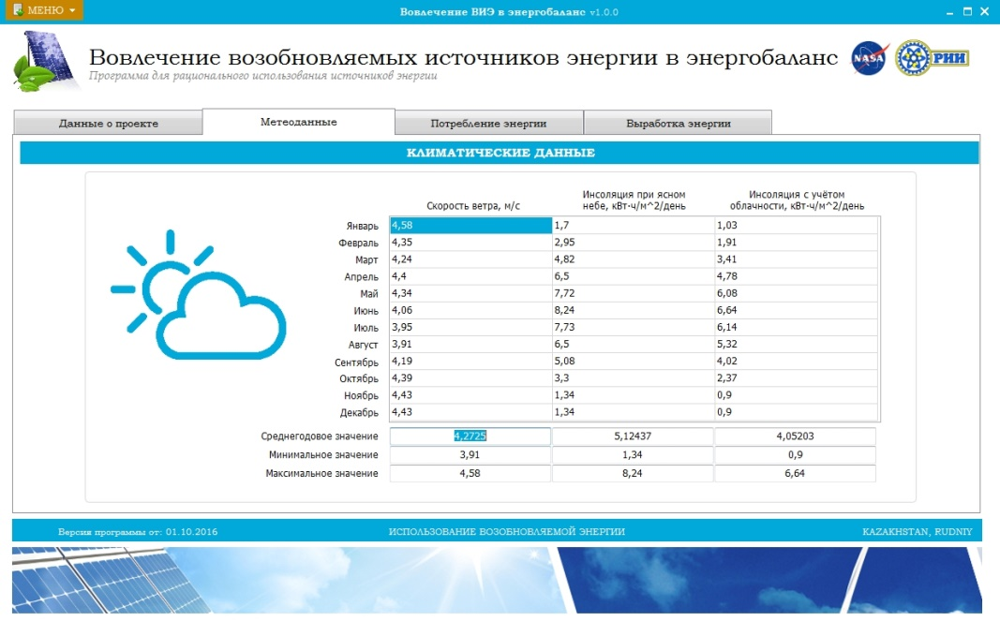 МЕНЮ
Вовлечение ВИЭ в энергобаланс v1.0.0
Вовлечение возобновляемых источников энергии в энергобаланс
NASA
РИИ
Программа для рационального использования источников энергии
Данные о проекте
Метеоданные
Потребление энергии
Выработка энергии
КЛИМАТИЧЕСКИЕ ДАННЫЕ
Скорость ветра, м/с
Инсоляция при ясном
небе, кВт·ч/м^2/день
Инсоляция с учётом
облачности, кВт·ч/м^2/день
Январь 4,58 1,7 1,03
Февраль 4,35 2,95 1,91
Март 4,24 4,82 3,41
Апрель 4,4 6,5 4,78
Май 4,34 7,72 6,08
Июнь 4,06 8,24 6,64
Июль 3,95 7,73 6,14
Август 3,91 6,5 5,32
Сентябрь 4,19 5,08 4,02
Октябрь 4,39 3,3 2,37
Ноябрь 4,43 1,34 0,9
Декабрь 4,43 1,34 0,9
Среднегодовое значение 4,2725 5,12437 4,05203
Минимальное значение 3,91 1,34 0,9
Максимальное значение 4,58 8,24 6,64
Версия программы от: 01.10.2016
ИСПОЛЬЗОВАНИЕ ВОЗОБНОВЛЯЕМОЙ ЭНЕРГИИ
KAZAKHSTAN, RUDNIY